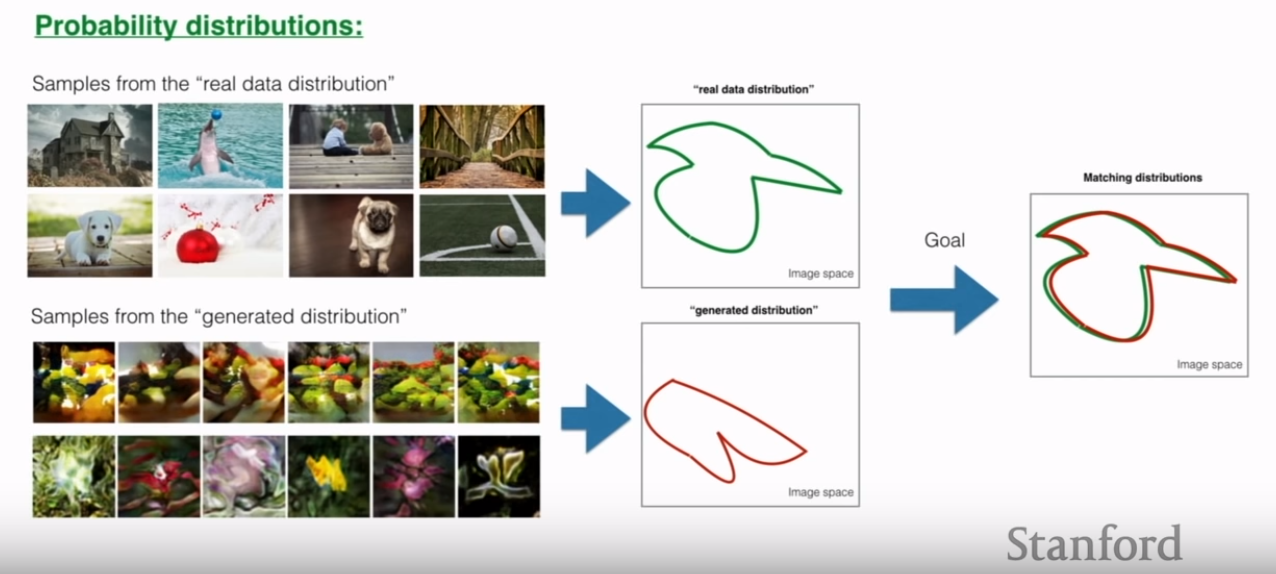 Probability distributions:
Samples from the “real data distribution”
“real data distribution”
Image space
Samples from the “generated distribution”
“generated distribution”
Image space
Goal
Matching distributions
Image space
Stanford